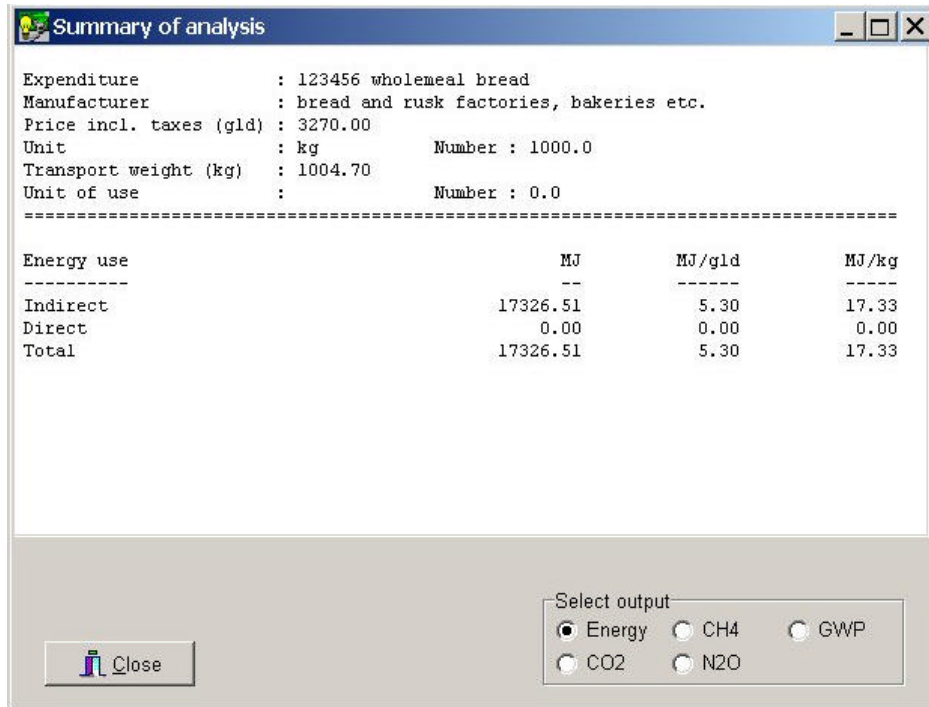 Summary of analysis
Expenditure : 123456 wholemeal bread
Manufacturer : bread and rusk factories, bakeries etc.
Price incl. taxes (gld) : 3270.00
Unit : kg Number : 1000.0
Transport weight (kg) : 1004.70
Unit of use : Number : 0.0
====================================================================================
Energy use MJ MJ/gld MJ/kg
---------- -- ------ -----
Indirect 17326.51 5.30 17.33
Direct 0.00 0.00 0.00
Total 17326.51 5.30 17.33
Select output
Energy CH4 GWP
CO2 N2O
Close